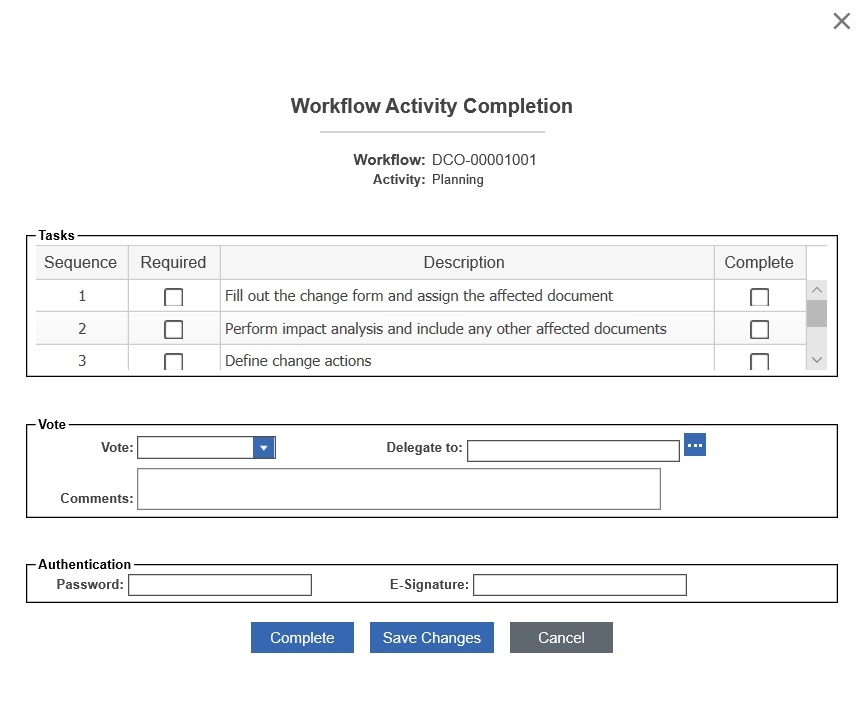 Workflow Activity Completion
Workflow: DCO-00001001
Activity: Planning
Tasks
Sequence Required Description Complete
1 Fill out the change form and assign the affected document
2 Perform impact analysis and include any other affected documents
3 Define change actions
Vote
Vote: Delegate to:
Comments:
Authentication
Password: E-Signature:
Complete Save Changes Cancel